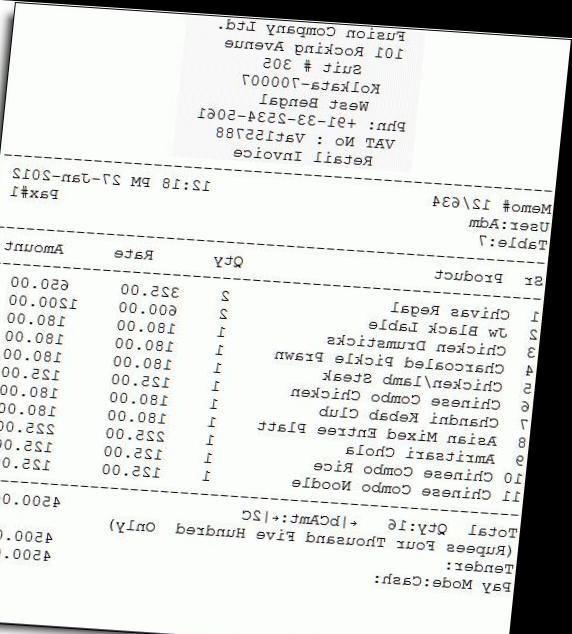 Fusion Company Ltd.
101 Rocking Avenue
Suit # 305
Kolkata-700007
West Bengal
Phn: +91-33-2534-5061
VAT No : Vat155788
Retail Invoice
Memo# 12/634 12:18 PM 27-Jan-2012
User:Adm: Pax#1
Table:7:
Sr Product Qty Rate Amount
1 Chivas Regal 2 325.00 650.00
2 Jw Black Lable 2 600.00 1200.00
3 Chicken Drumsticks 1 180.00 180.00
4 Charcoarled Pickle Prawn 1 180.00 180.00
5 Chicken/lamb Steak 1 180.00 180.00
6 Chinese Combo Chicken 1 125.00 125.00
7 Chandni Kebab Club 1 180.00 180.00
8 Asian Mixed Entree Platt 1 180.00 180.00
9 Amritsari Chola 1 225.00 225.00
10 Chinese Combo Rice 1 125.00 125.00
11 Chinese Combo Noodle 1 125.00 125.00
Total Qty:16 ←|bCAmt:←|2C 4500.00
(Rupees Four Thousand Five Hundred Only)
Tender: 4500.00
Pay Mode:Cash: 4500.00